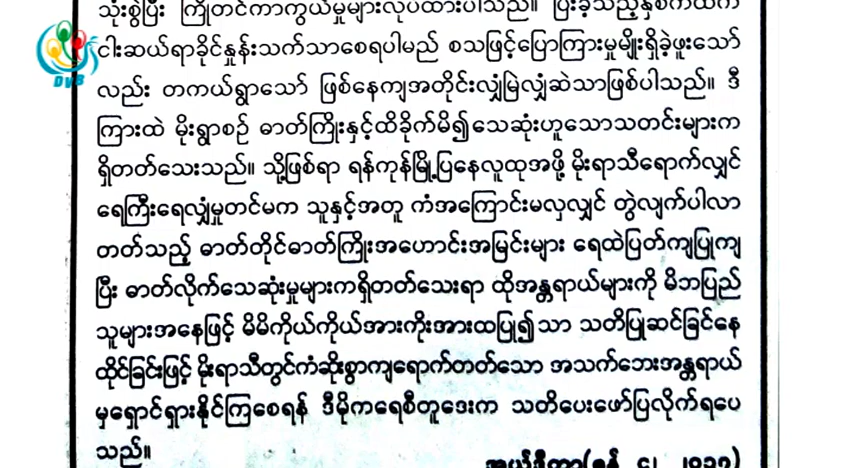 သုံးစွဲပြီး ကြိုတင်ကာကွယ်မှုများလုပ်ထားပါသည်။ ပြီးခဲ့သည့်နှစ်ကထက်
ငါးဆယ်ရာခိုင်နှုန်းသက်သာစေရပါမည် စသဖြင့်ပြောကြားမှုမျိုးရှိခဲ့ဖူးသော်
လည်း တကယ်ရွာသော် ဖြစ်နေကျအတိုင်းလျှံမြဲလျှံဆဲသာဖြစ်ပါသည်။ ဒီ
ကြားထဲ မိုးရွာစဉ် ဓာတ်ကြိုးနှင့်ထိခိုက်မိ၍သေဆုံးဟူသောသတင်းများက
ရှိတတ်သေးသည်။ သို့ဖြစ်ရာ ရန်ကုန်မြို့ပြနေလူထုအဖို့ မိုးရာသီရောက်လျှင်
ရေကြီးရေလျှံမှုတင်မက သူနှင့်အတူ ကံအကြောင်းမလှလျှင် တွဲလျက်ပါလာ
တတ်သည့် ဓာတ်တိုင်ဓာတ်ကြိုးအဟောင်းအမြင်းများ ရေထဲပြတ်ကျပြုကျ
ပြီး ဓာတ်လိုက်သေဆုံးမှုများကရှိတတ်သေးရာ ထိုအန္တရာယ်များကို မိဘပြည်
သူများအနေဖြင့် မိမိကိုယ်ကိုယ်အားကိုးအားထပြု၍သာ သတိပြုဆင်ခြင်နေ
ထိုင်ခြင်းဖြင့် မိုးရာသီတွင်ကံဆိုးစွာကျရောက်တတ်သော အသက်ဘေးအန္တရာယ်
မှရှောင်ရှားနိုင်ကြစေရန် ဒီမိုကရေစီတူဒေးက သတိပေးဖော်ပြလိုက်ရပေ
သည်။
DVB